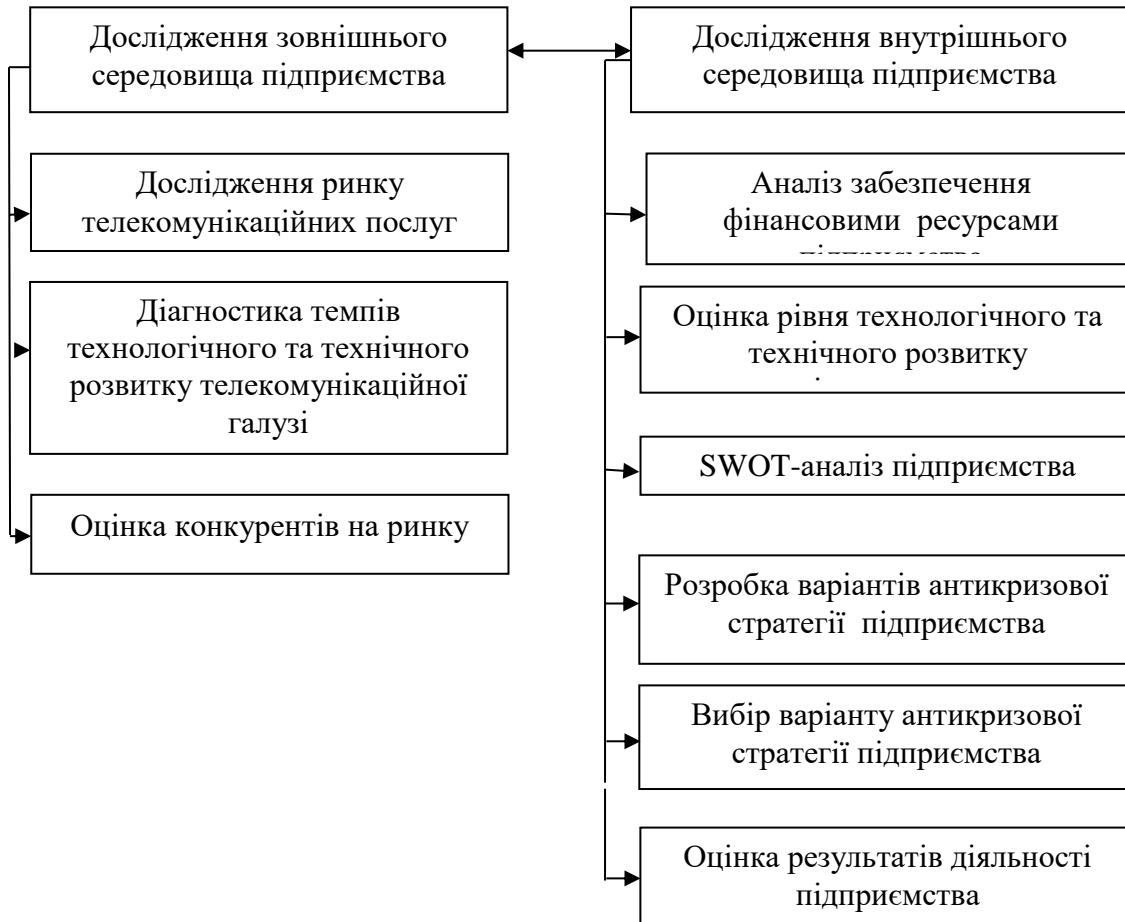 Дослідження зовнішнього
середовища підприємства
Дослідження ринку
телекомунікаційних послуг
Діагностика темпів
технологічного та технічного
розвитку телекомунікаційної
галузі
Оцінка конкурентів на ринку
Дослідження внутрішнього
середовища підприємства
Аналіз забезпечення
фінансовими ресурсами
підприємства
Оцінка рівня технологічного та
технічного розвитку
SWOT-аналіз підприємства
Розробка варіантів антикризової
стратегії підприємства
Вибір варіанту антикризової
стратегії підприємства
Оцінка результатів діяльності
підприємства